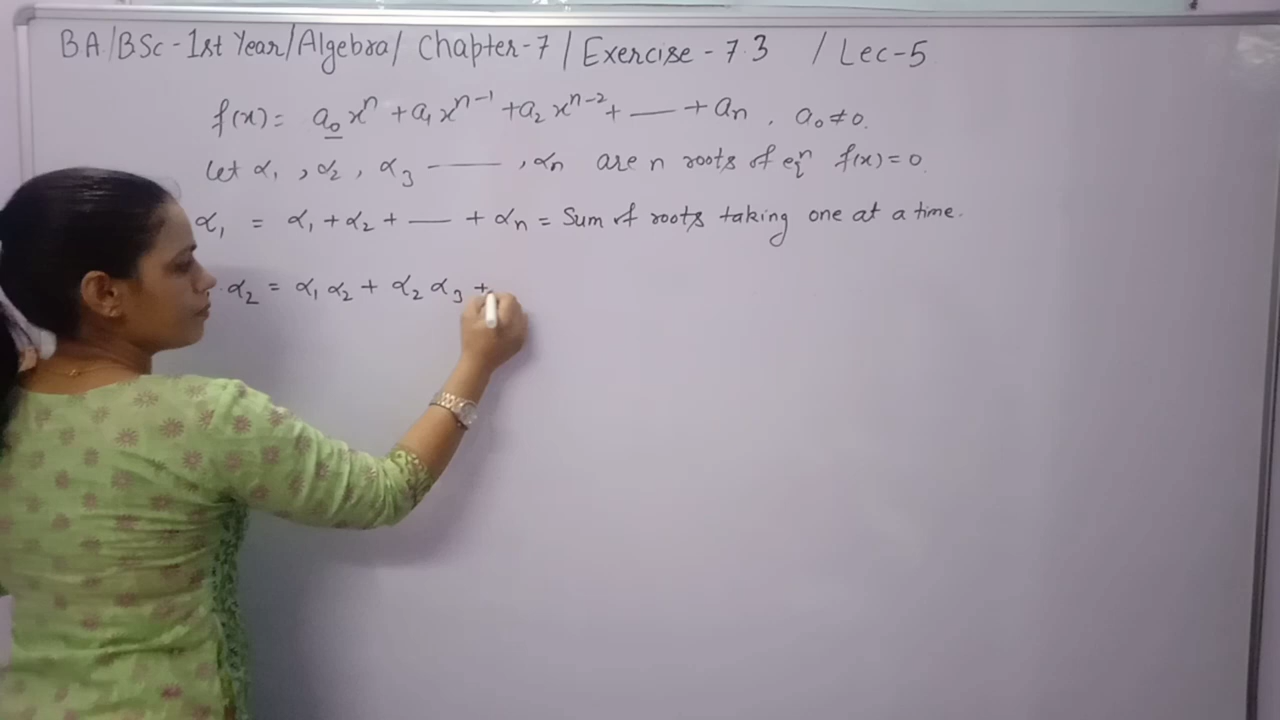 BA/BSc-1st Year/Algebra/ Chapter-7/Exercise-7.3 /Lec-5
f(x)= a₀xⁿ+a₁xⁿ⁻¹+a₂xⁿ⁻²+ — +aₙ, a₀≠0.
Let α₁, α₂, α₃ ——, αₙ are n roots of eqⁿ f(x)=0.
α₁ = α₁+α₂+ — +αₙ = Sum of roots taking one at a time.
α₂ = α₁α₂ + α₂α₃ +